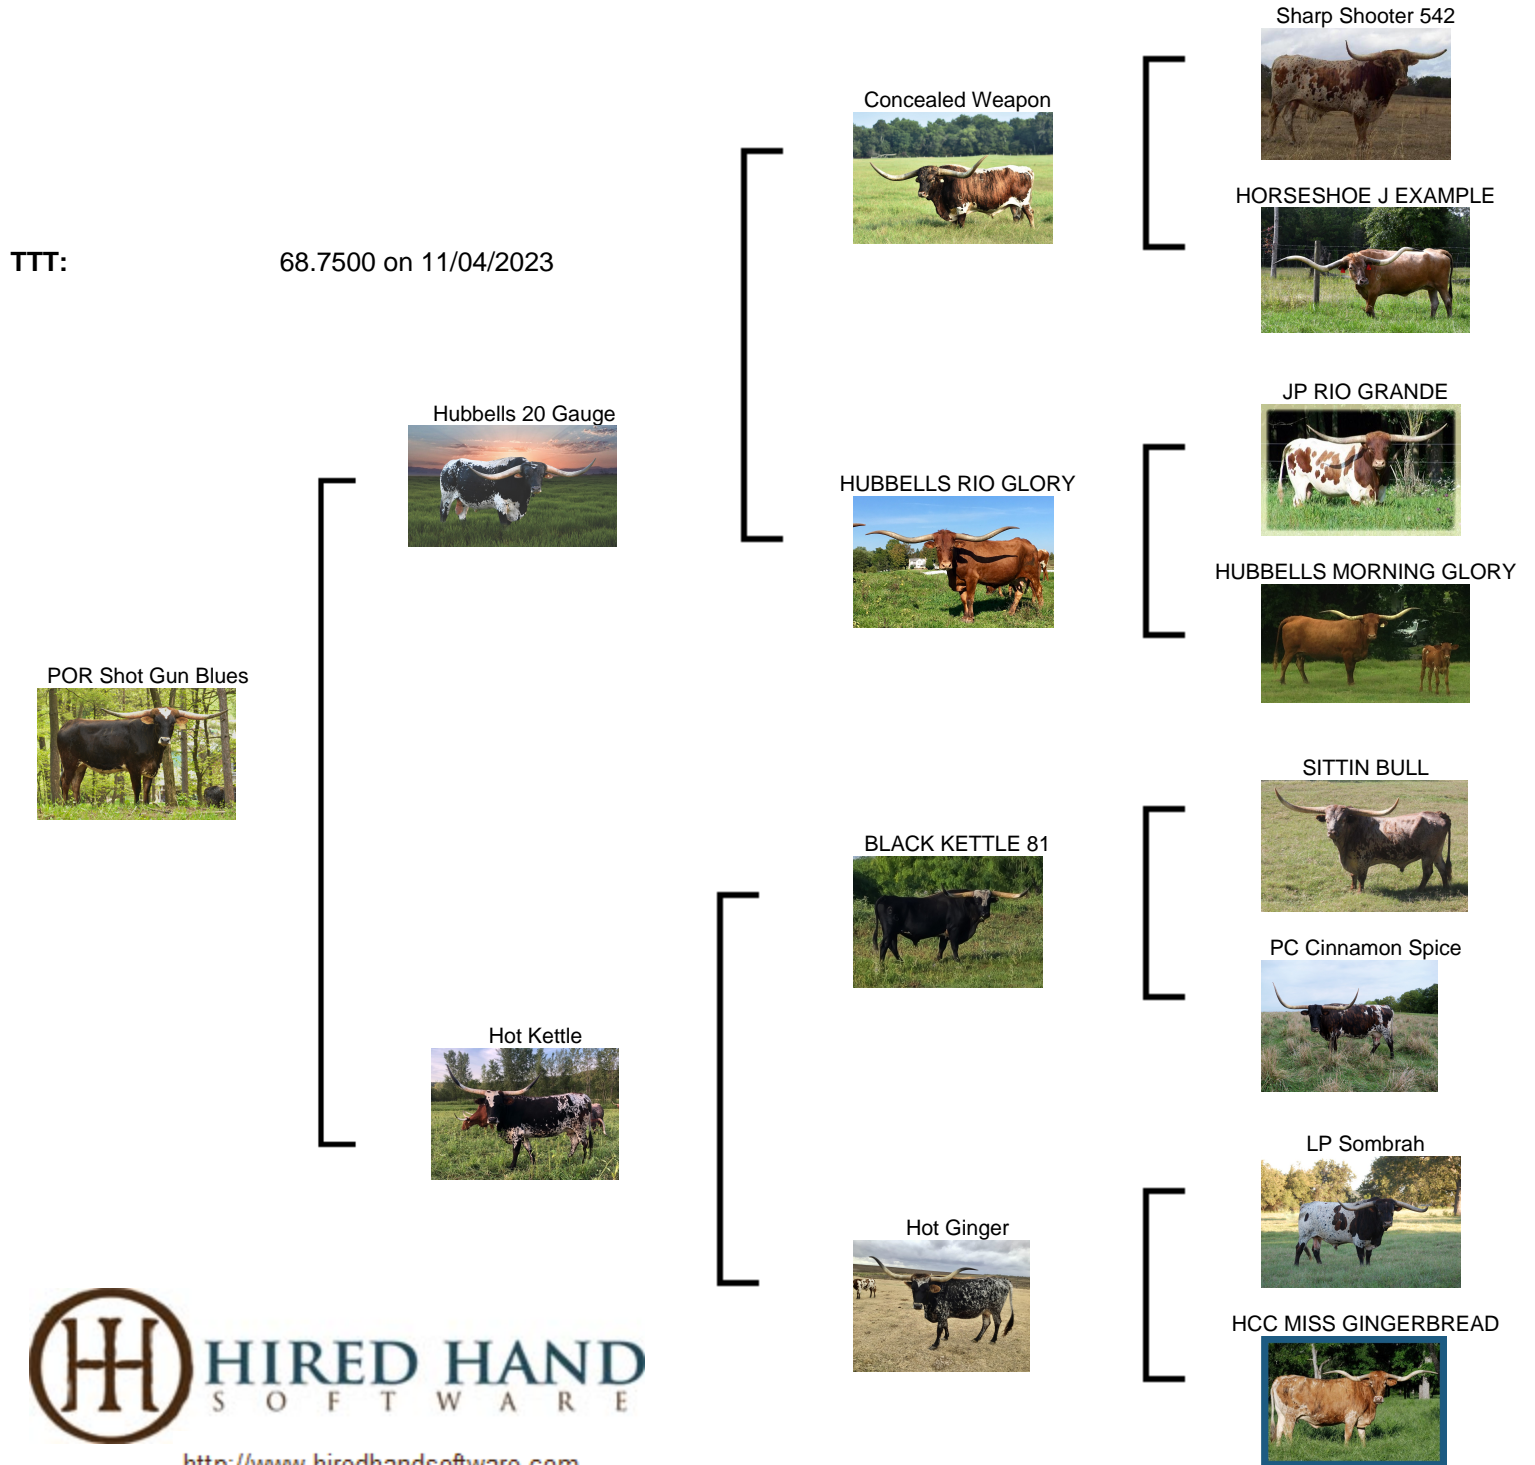 Sharp Shooter 542
Concealed Weapon
HORSESHOE J EXAMPLE
TTT: 68.7500 on 11/04/2023
JP RIO GRANDE
Hubbells 20 Gauge
HUBBELLS RIO GLORY
HUBBELLS MORNING GLORY
POR Shot Gun Blues
SITTIN BULL
BLACK KETTLE 81
PC Cinnamon Spice
Hot Kettle
LP Sombrah
Hot Ginger
HCC MISS GINGERBREAD
HIRED HAND
SOFTWARE
http://www.hiredhandsoftware.com